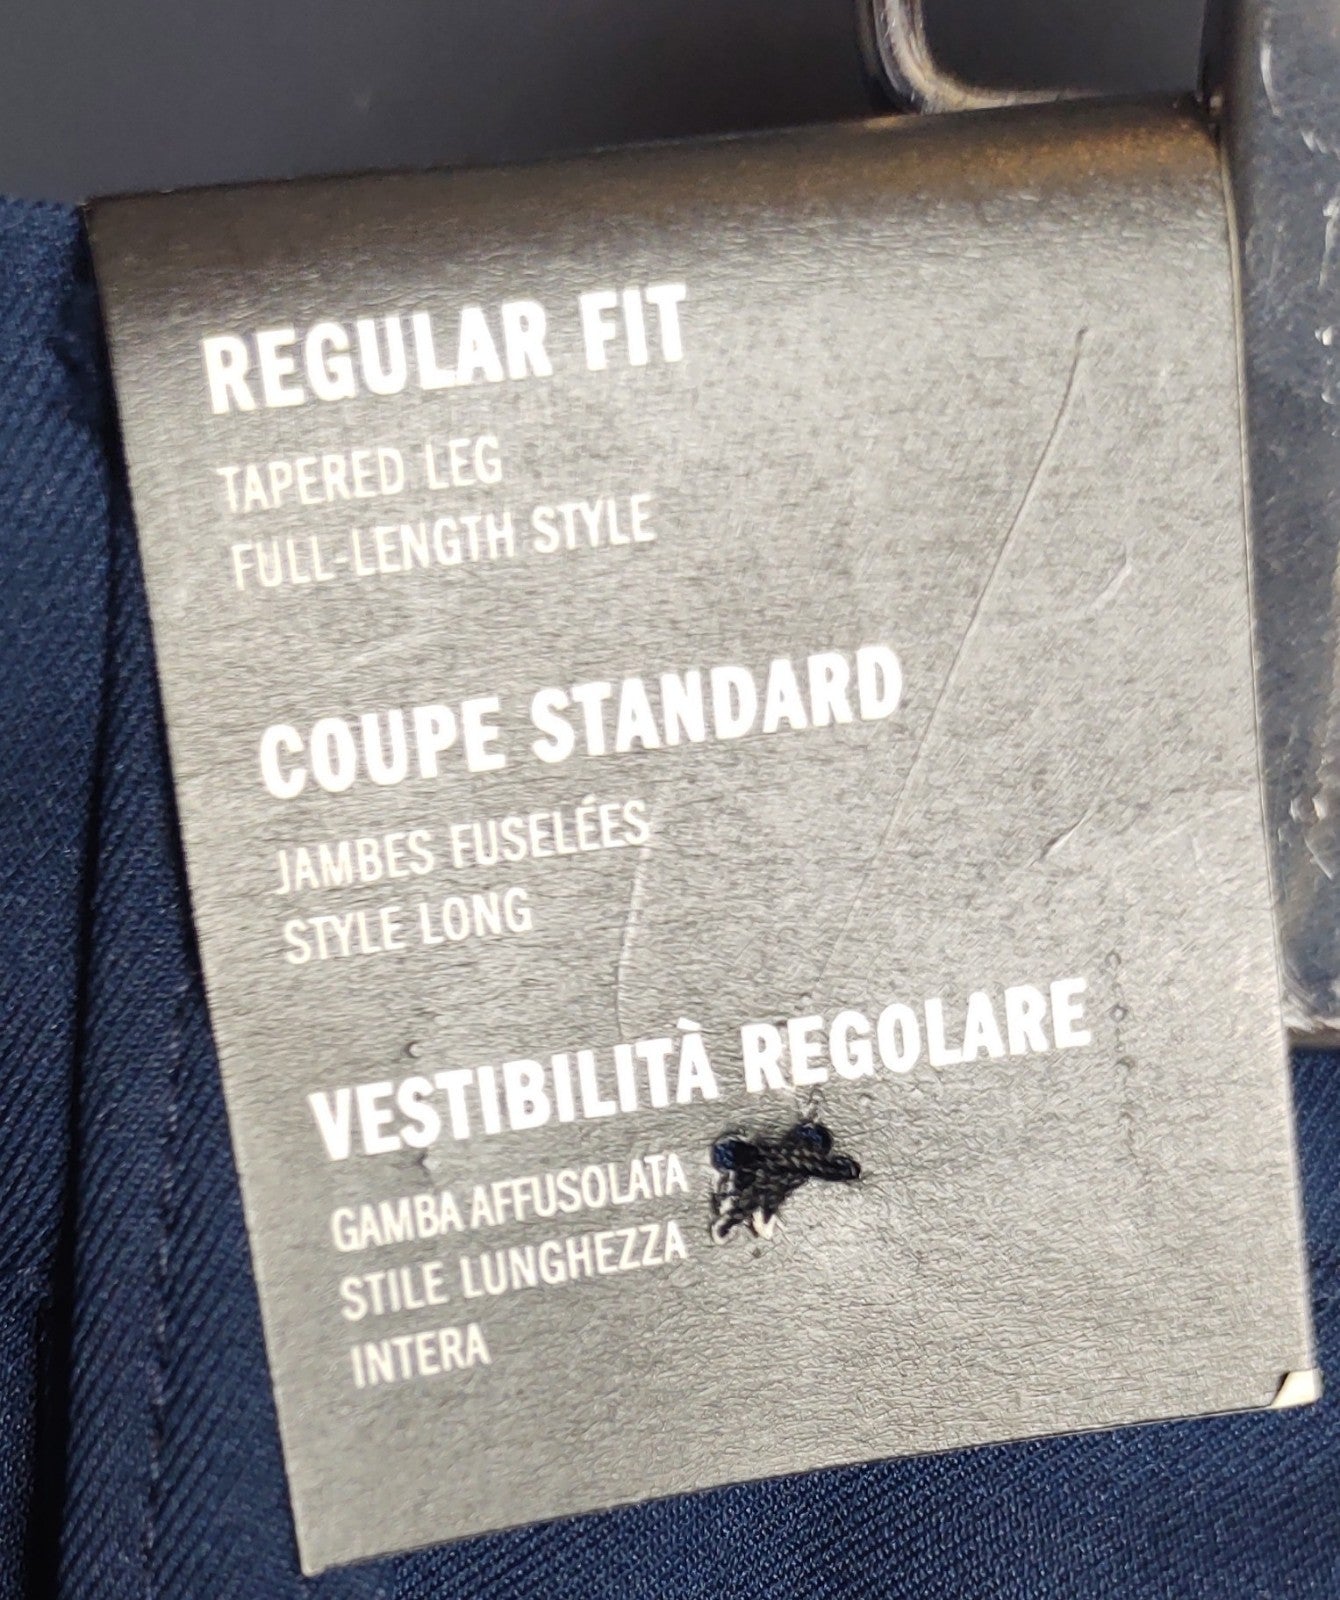 REGULAR FIT
TAPERED LEG
FULL-LENGTH STYLE
COUPE STANDARD
JAMBES FUSELÉES
STYLE LONG
VESTIBILITÀ REGOLARE
GAMBA AFFUSOLATA
STILE LUNGHEZZA
INTERA